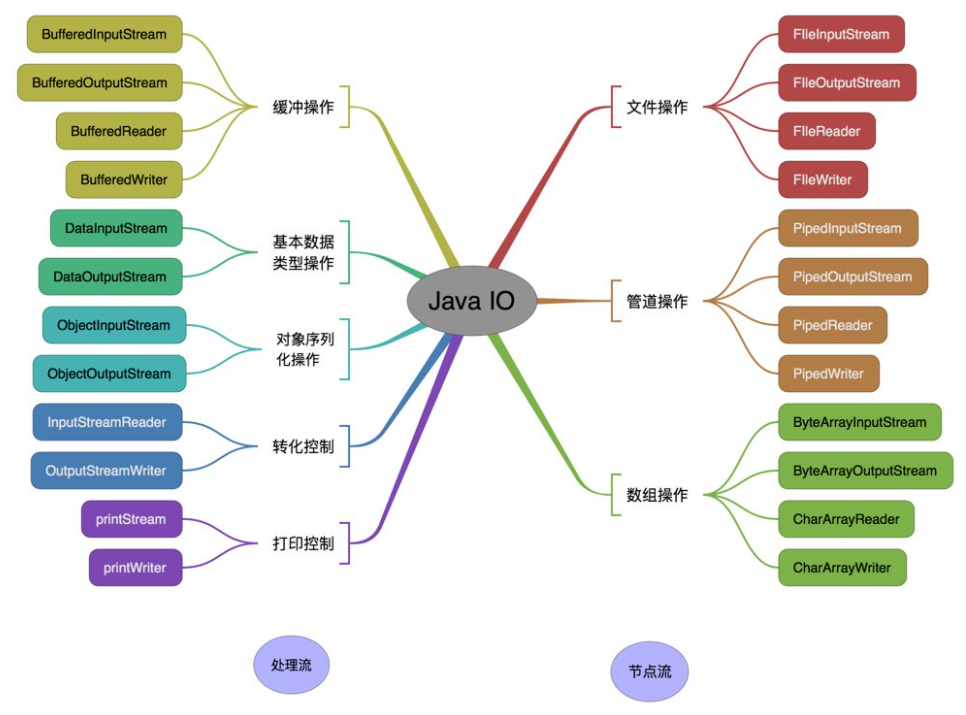 Java IO
缓冲操作
BufferedInputStream
BufferedOutputStream
BufferedReader
BufferedWriter
基本数据
类型操作
DataInputStream
DataOutputStream
对象序列
化操作
ObjectInputStream
ObjectOutputStream
转化控制
InputStreamReader
OutputStreamWriter
打印控制
printStream
printWriter
处理流
文件操作
FIleInputStream
FIleOutputStream
FIleReader
FIleWriter
管道操作
PipedInputStream
PipedOutputStream
PipedReader
PipedWriter
数组操作
ByteArrayInputStream
ByteArrayOutputStream
CharArrayReader
CharArrayWriter
节点流